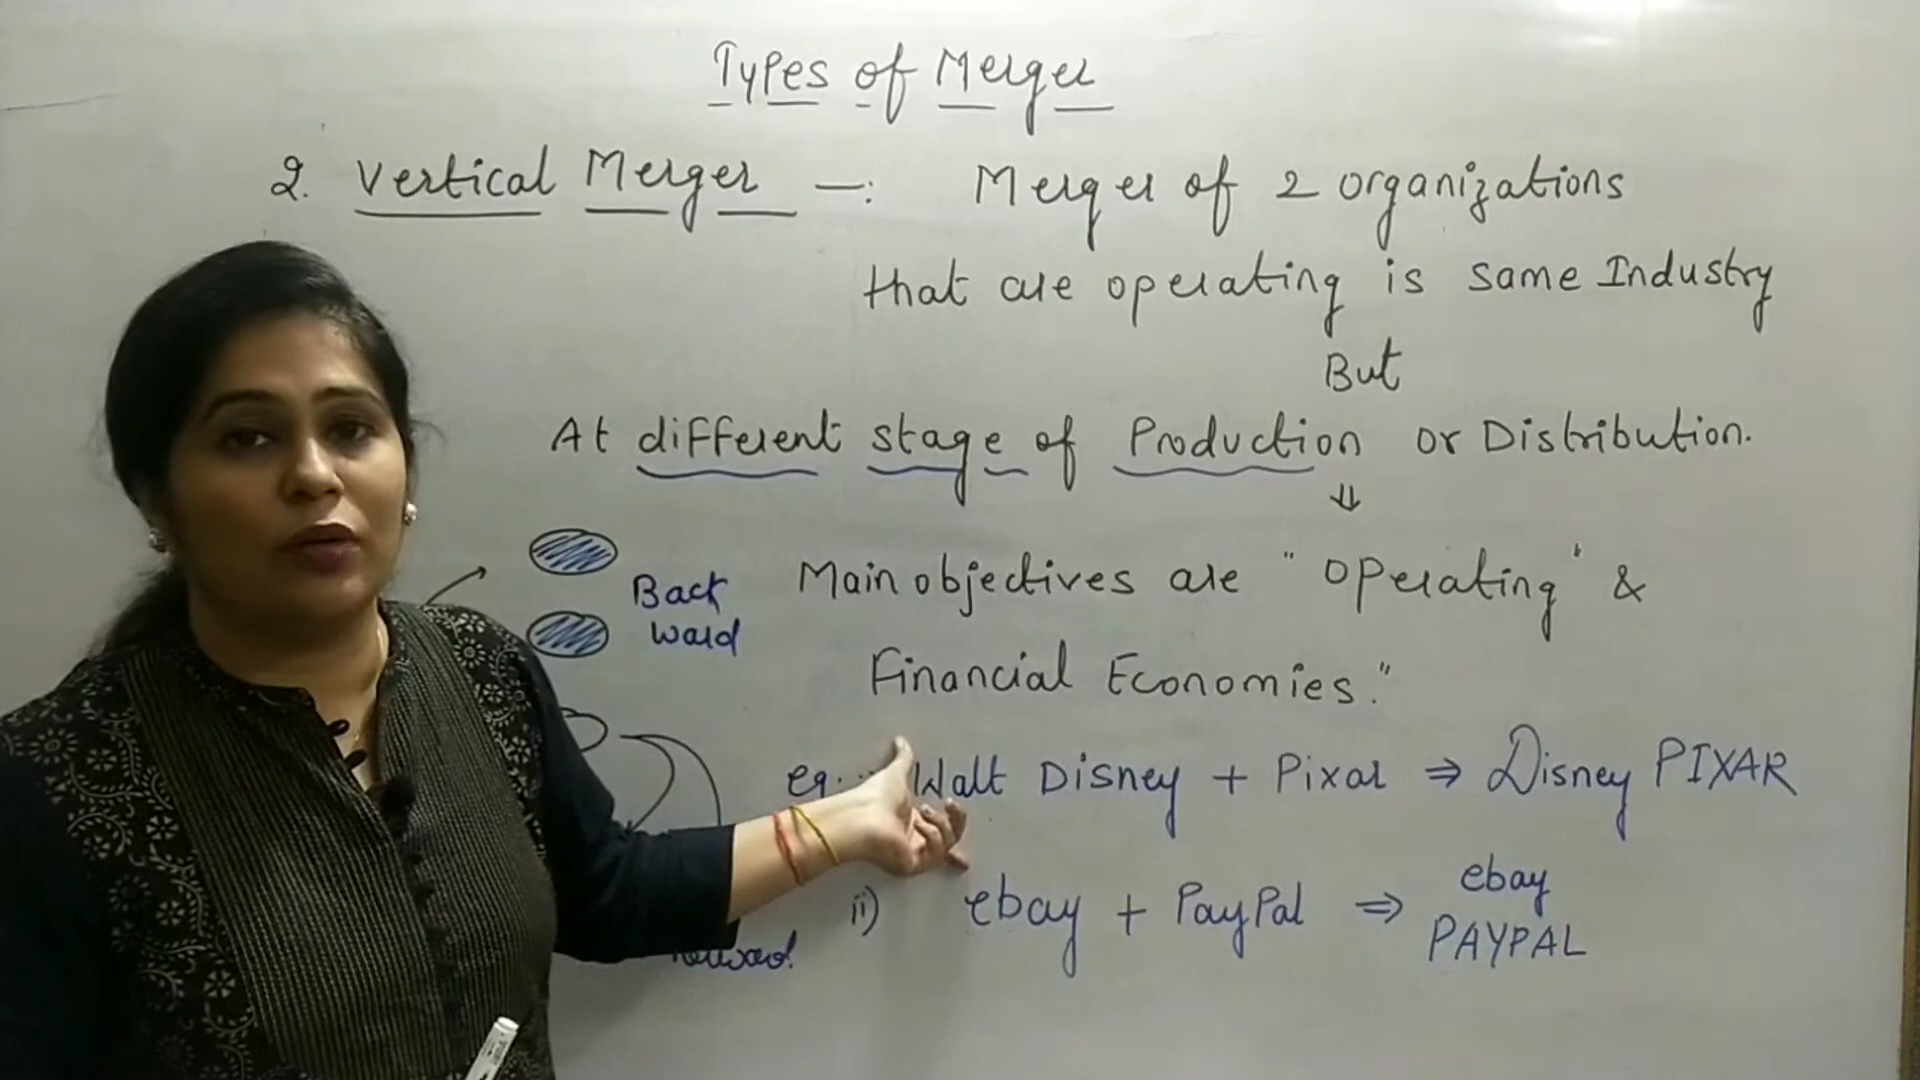 Types of Merger
2. Vertical Merger —: Merger of 2 organizations
that are operating is same Industry
But
At different stage of Production or Distribution.
⇓
Back
ward
Main objectives are "operating" &
Financial Economies."
eg. Walt Disney + Pixar ⇒ Disney PIXAR
ii) ebay + PayPal ⇒ ebay
PAYPAL